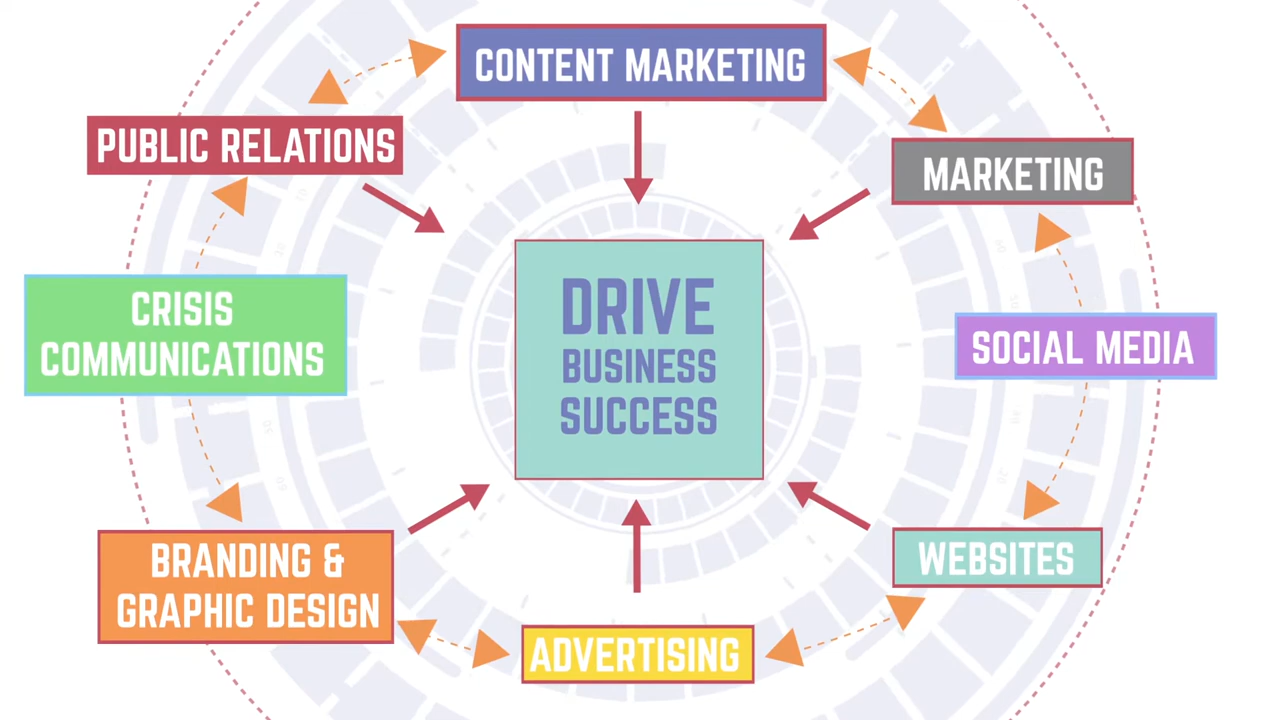 CONTENT MARKETING
PUBLIC RELATIONS
MARKETING
CRISIS
COMMUNICATIONS
DRIVE
BUSINESS
SUCCESS
SOCIAL MEDIA
BRANDING &
GRAPHIC DESIGN
WEBSITES
ADVERTISING